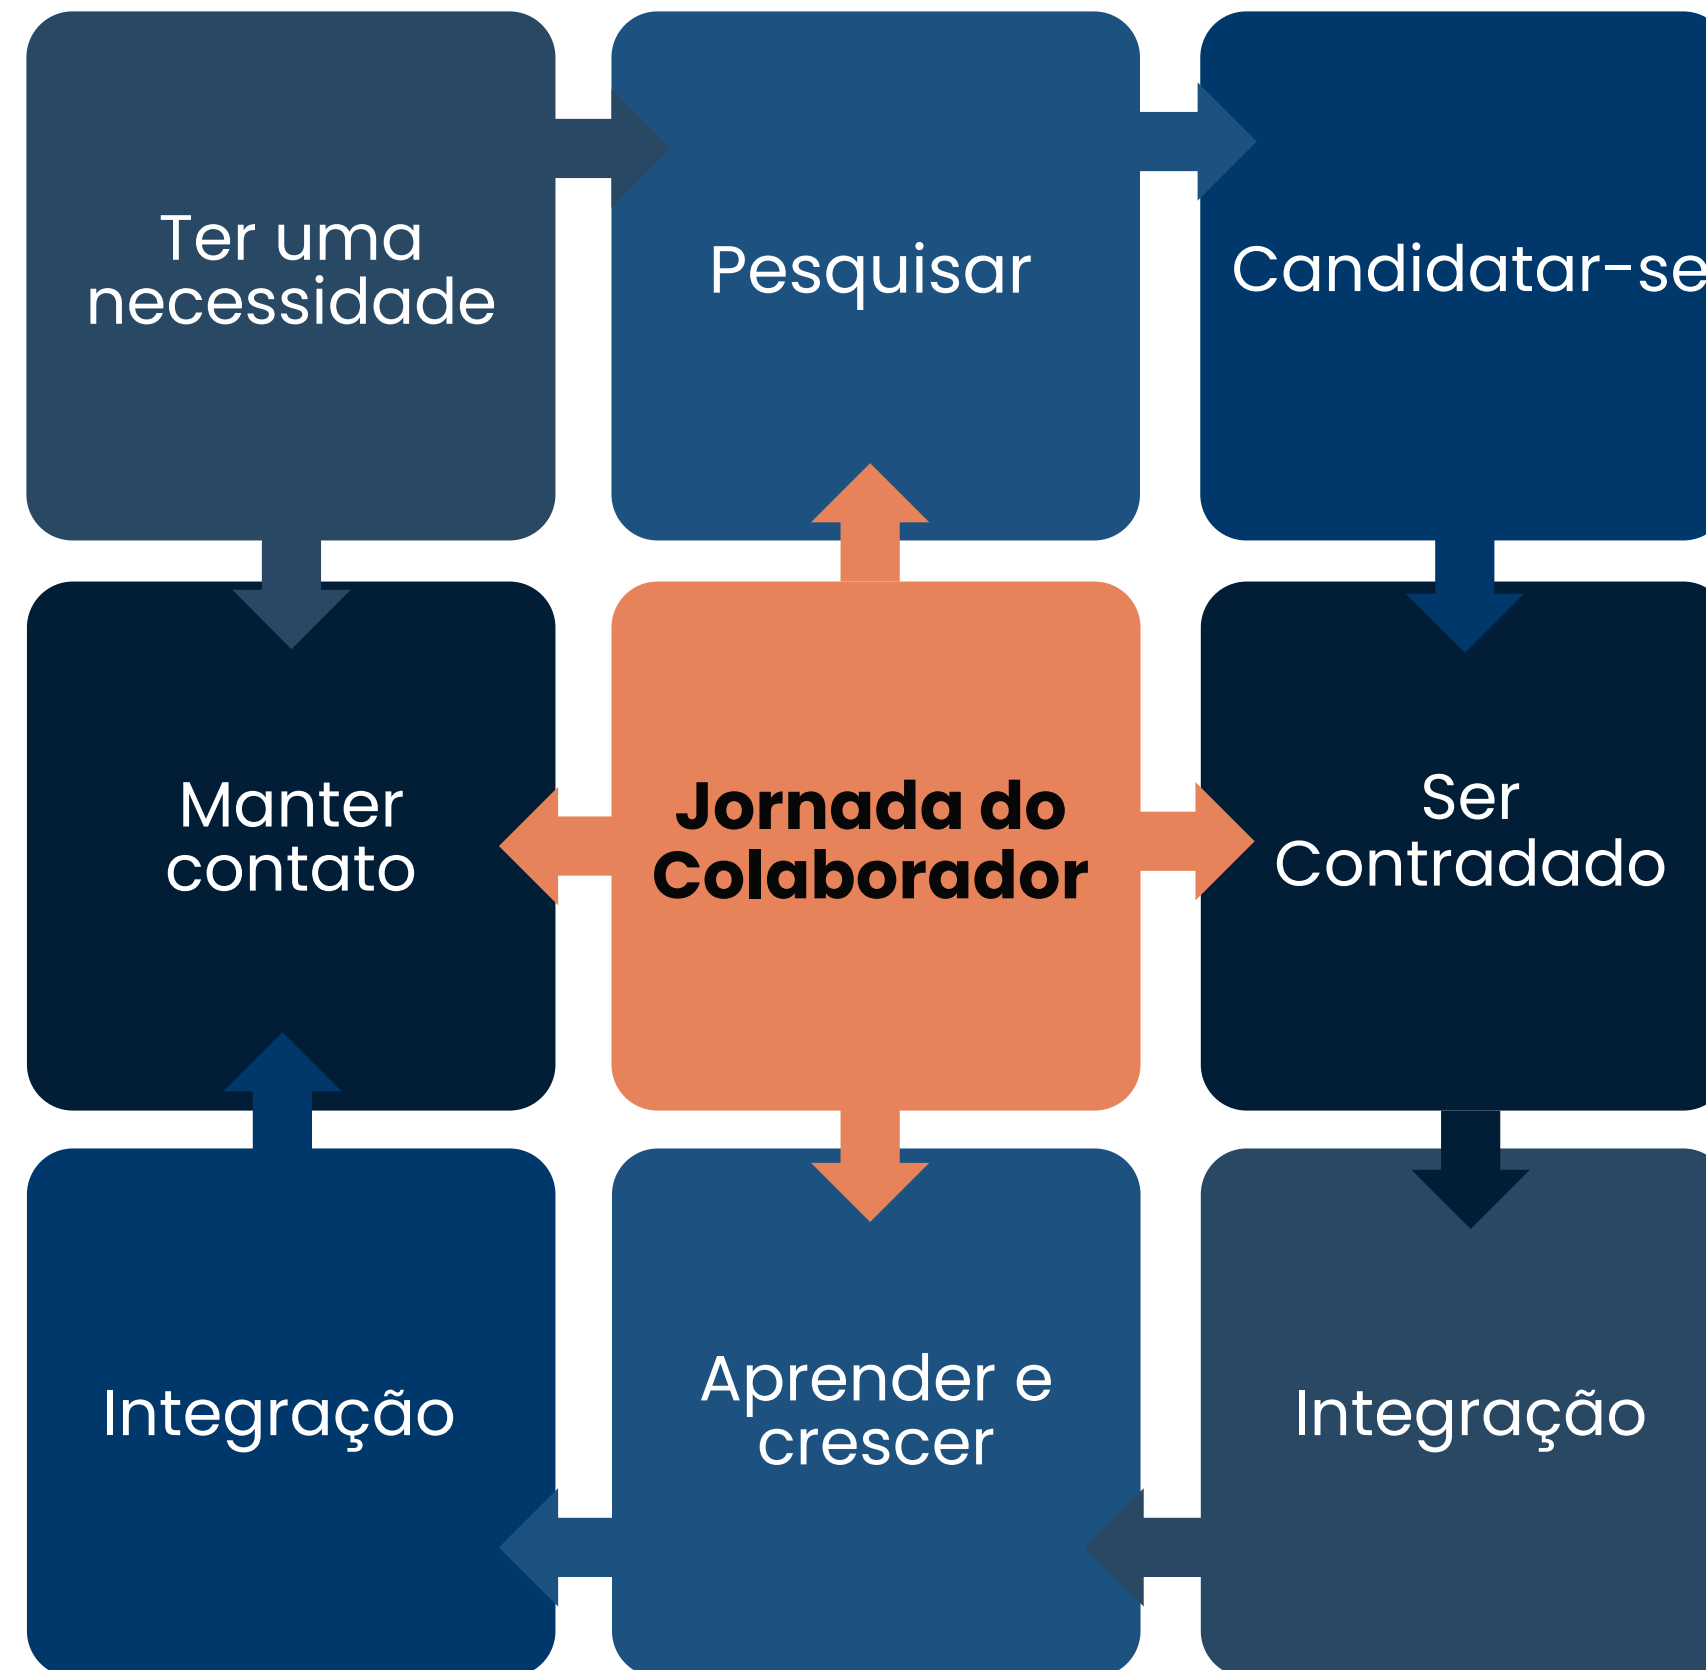 Ter uma
necessidade
Pesquisar
Candidatar-se
Manter
contato
Jornada do
Colaborador
Ser
Contradado
Integração
Aprender e
crescer
Integração